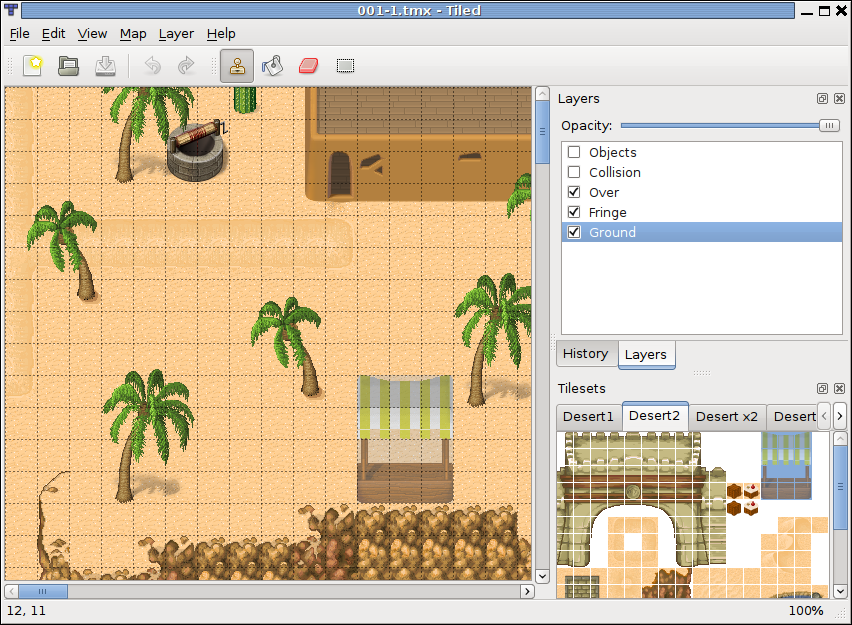 001-1.tmx - Tiled
File Edit View Map Layer Help
Layers
Opacity:
Objects
Collision
Over
Fringe
Ground
History Layers
Tilesets
Desert1 Desert2 Desert x2 Desert
12, 11 100%